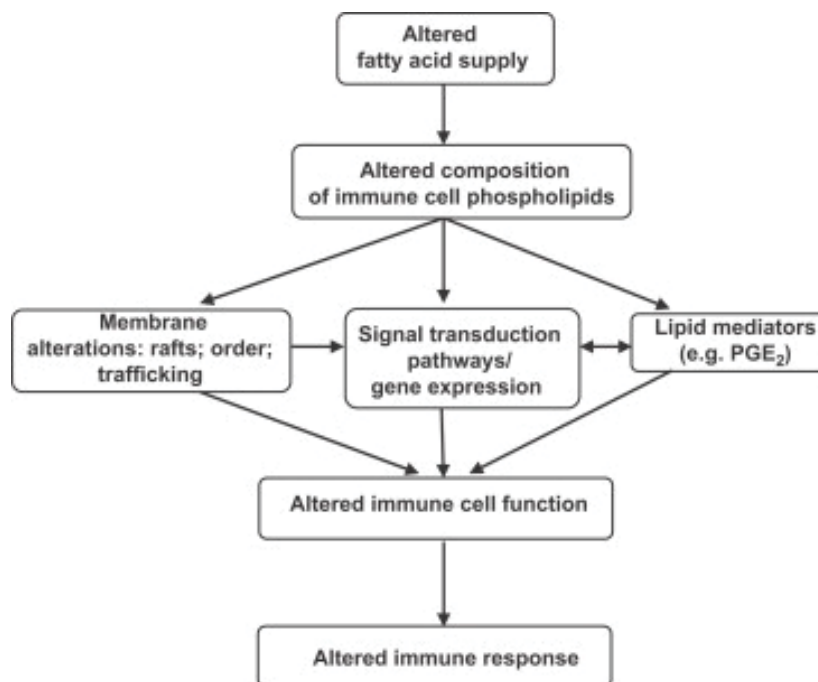 Altered
fatty acid supply
Altered composition
of immune cell phospholipids
Membrane
alterations: rafts; order;
trafficking
Signal transduction
pathways/
gene expression
Lipid mediators
(e.g. PGE₂)
Altered immune cell function
Altered immune response